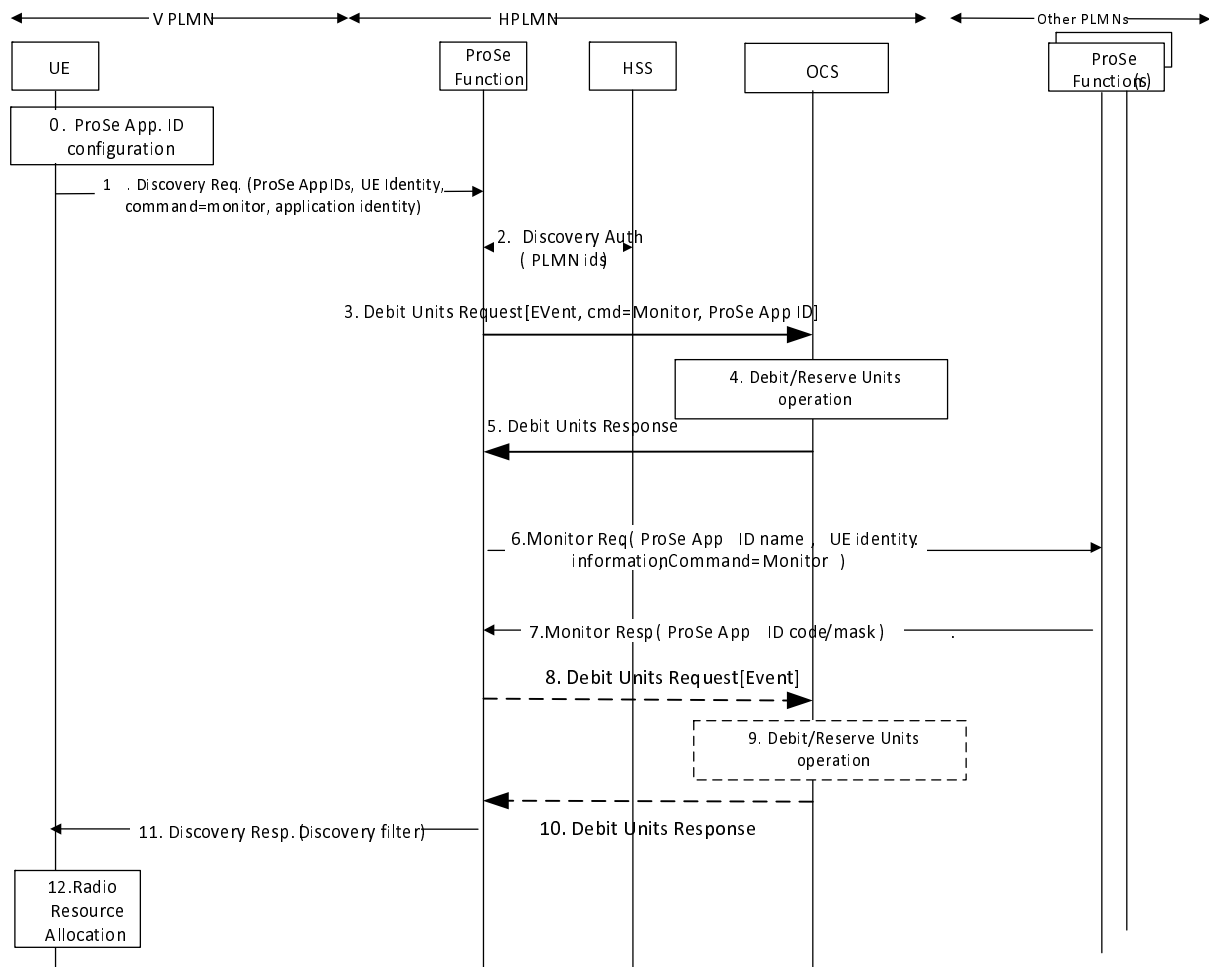 V PLMN
HPLMN
Other PLMNs
UE
ProSe
Function
HSS
OCS
ProSe
Function(s)
0. ProSe App. ID
configuration
1. Discovery Req. (ProSe AppIDs, UE Identity,
command=monitor, application identity)
2. Discovery Auth
( PLMN ids)
3. Debit Units Request[EVent, cmd=Monitor, ProSe App ID]
4. Debit/Reserve Units
operation
5. Debit Units Response
6.Monitor Req( ProSe App ID name , UE identity.
information,Command=Monitor )
7.Monitor Resp( ProSe App ID code/mask) .
8. Debit Units Request[Event]
9. Debit/Reserve Units
operation
10. Debit Units Response
11. Discovery Resp. (Discovery filter)
12.Radio
Resource
Allocation